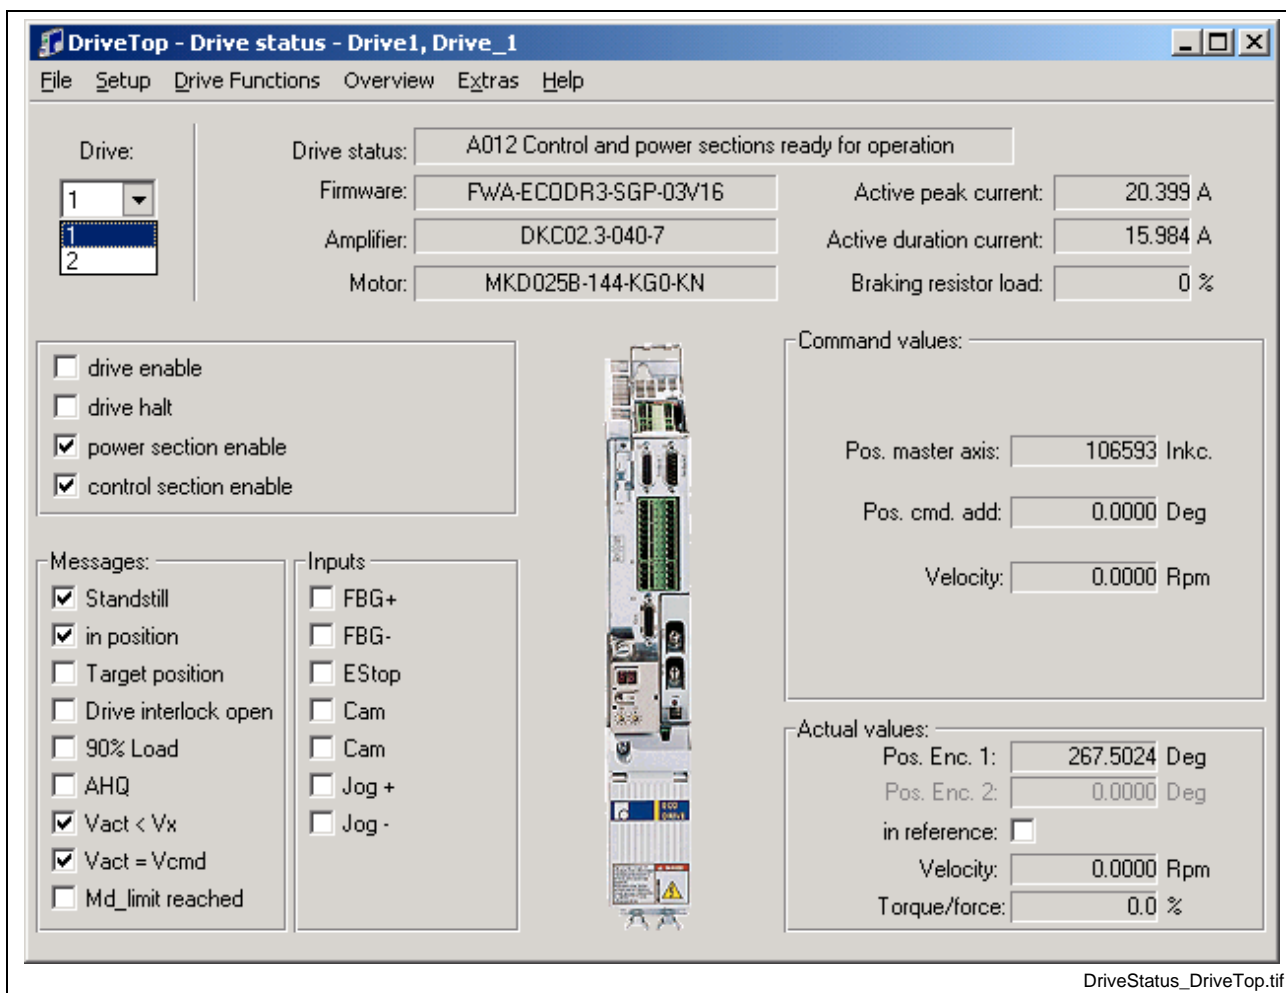 DriveTop - Drive status - Drive1, Drive_1
File Setup Drive Functions Overview Extras Help
Drive:
1
1
2
Drive status: A012 Control and power sections ready for operation
Firmware: FWA-ECODR3-SGP-03V16
Active peak current: 20.399 A
Amplifier: DKC02.3-040-7
Active duration current: 15.984 A
Motor: MKD025B-144-KG0-KN
Braking resistor load: 0 %
drive enable
drive halt
power section enable
control section enable
Messages:
Standstill
in position
Target position
Drive interlock open
90% Load
AHQ
Vact < Vx
Vact = Vcmd
Md_limit reached
Inputs
FBG+
FBG-
EStop
Cam
Cam
Jog +
Jog -
Command values:
Pos. master axis: 106593 Inkc.
Pos. cmd. add: 0.0000 Deg
Velocity: 0.0000 Rpm
Actual values:
Pos. Enc. 1: 267.5024 Deg
Pos. Enc. 2: 0.0000 Deg
in reference:
Velocity: 0.0000 Rpm
Torque/force: 0.0 %
DriveStatus_DriveTop.tif